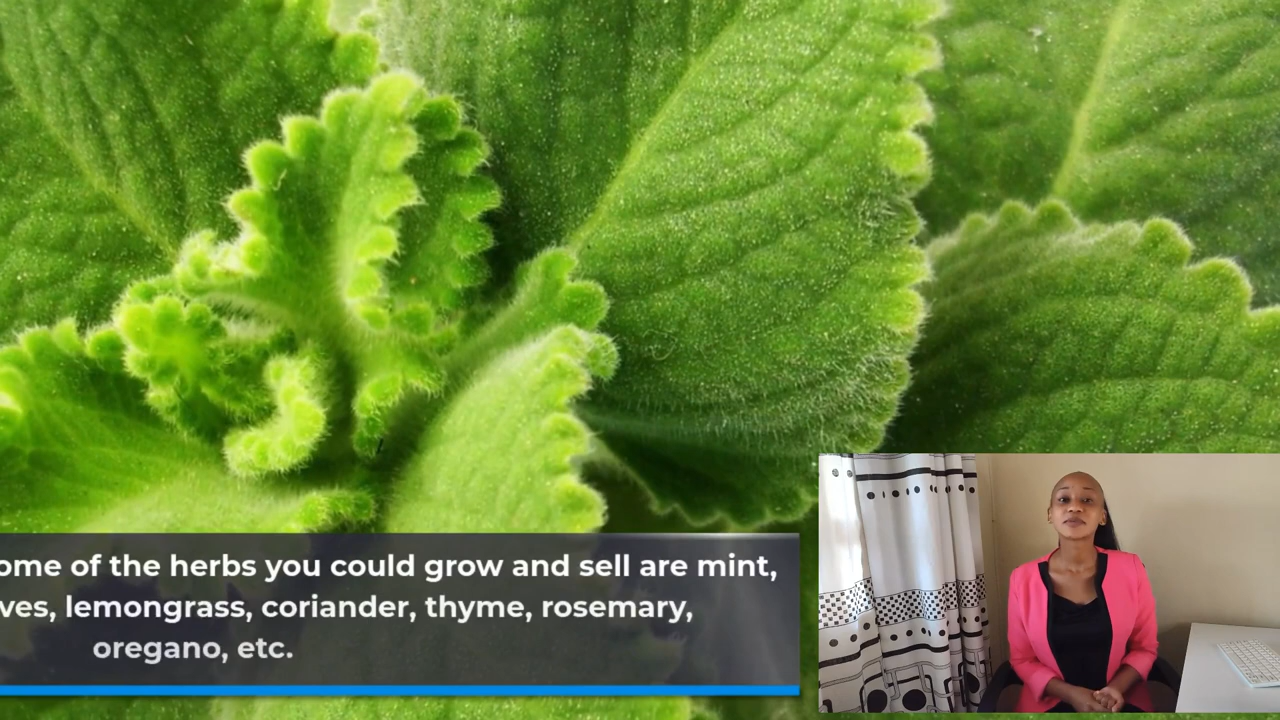 ome of the herbs you could grow and sell are mint,
ves, lemongrass, coriander, thyme, rosemary,
oregano, etc.